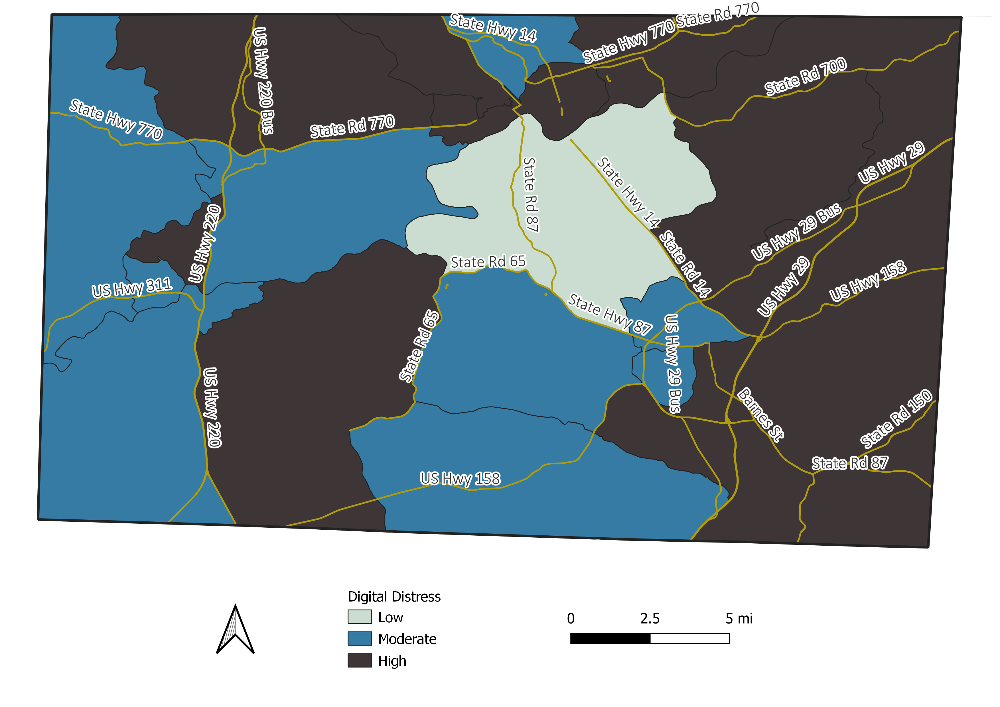 State Rd 770
State Hwy 14
State Hwy 770
US Hwy 220 Bus
State Rd 700
State Hwy 770
State Rd 770
US Hwy 29
State Rd 87
State Hwy 14
US Hwy 29 Bus
US Hwy 220
State Rd 14
State Rd 65
US Hwy 29
US Hwy 158
US Hwy 311
State Hwy 87
State Rd 65
US Hwy 29 Bus
US Hwy 220
Barnes St
State Rd 150
State Rd 87
US Hwy 158
Digital Distress
Low
Moderate
High
0 2.5 5 mi